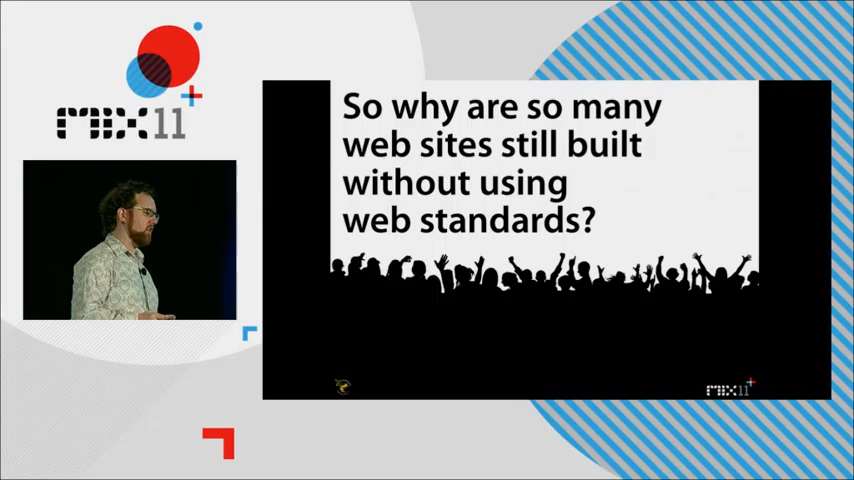 MIX11
So why are so many
web sites still built
without using
web standards?
MIX11